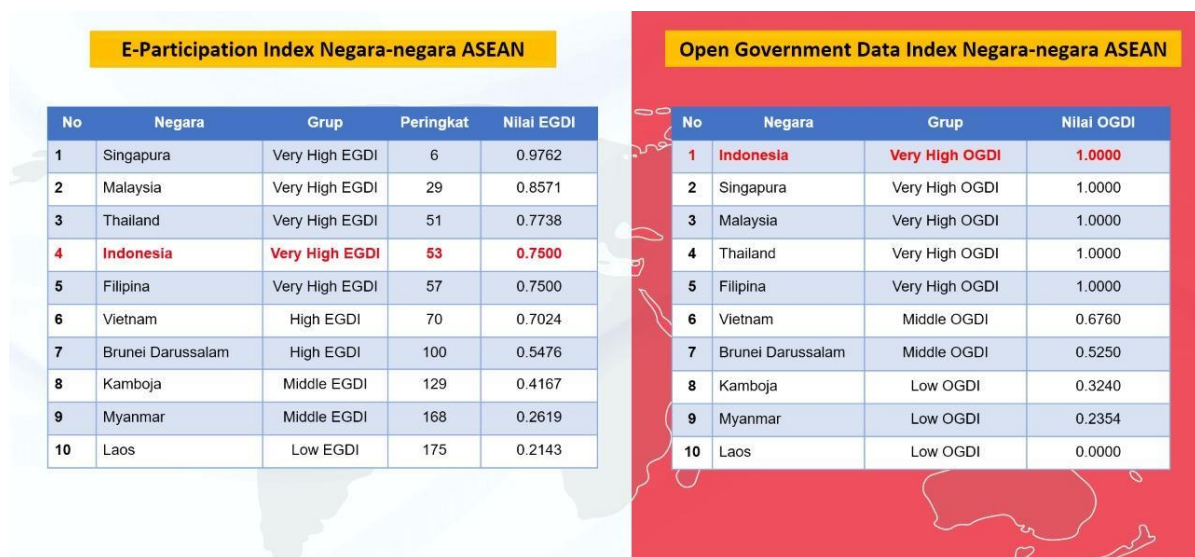 E-Participation Index Negara-negara ASEAN
No Negara Grup Peringkat Nilai EGDI
1 Singapura Very High EGDI 6 0.9762
2 Malaysia Very High EGDI 29 0.8571
3 Thailand Very High EGDI 51 0.7738
4 Indonesia Very High EGDI 53 0.7500
5 Filipina Very High EGDI 57 0.7500
6 Vietnam High EGDI 70 0.7024
7 Brunei Darussalam High EGDI 100 0.5476
8 Kamboja Middle EGDI 129 0.4167
9 Myanmar Middle EGDI 168 0.2619
10 Laos Low EGDI 175 0.2143
Open Government Data Index Negara-negara ASEAN
No Negara Grup Nilai OGDI
1 Indonesia Very High OGDI 1.0000
2 Singapura Very High OGDI 1.0000
3 Malaysia Very High OGDI 1.0000
4 Thailand Very High OGDI 1.0000
5 Filipina Very High OGDI 1.0000
6 Vietnam Middle OGDI 0.6760
7 Brunei Darussalam Middle OGDI 0.5250
8 Kamboja Low OGDI 0.3240
9 Myanmar Low OGDI 0.2354
10 Laos Low OGDI 0.0000